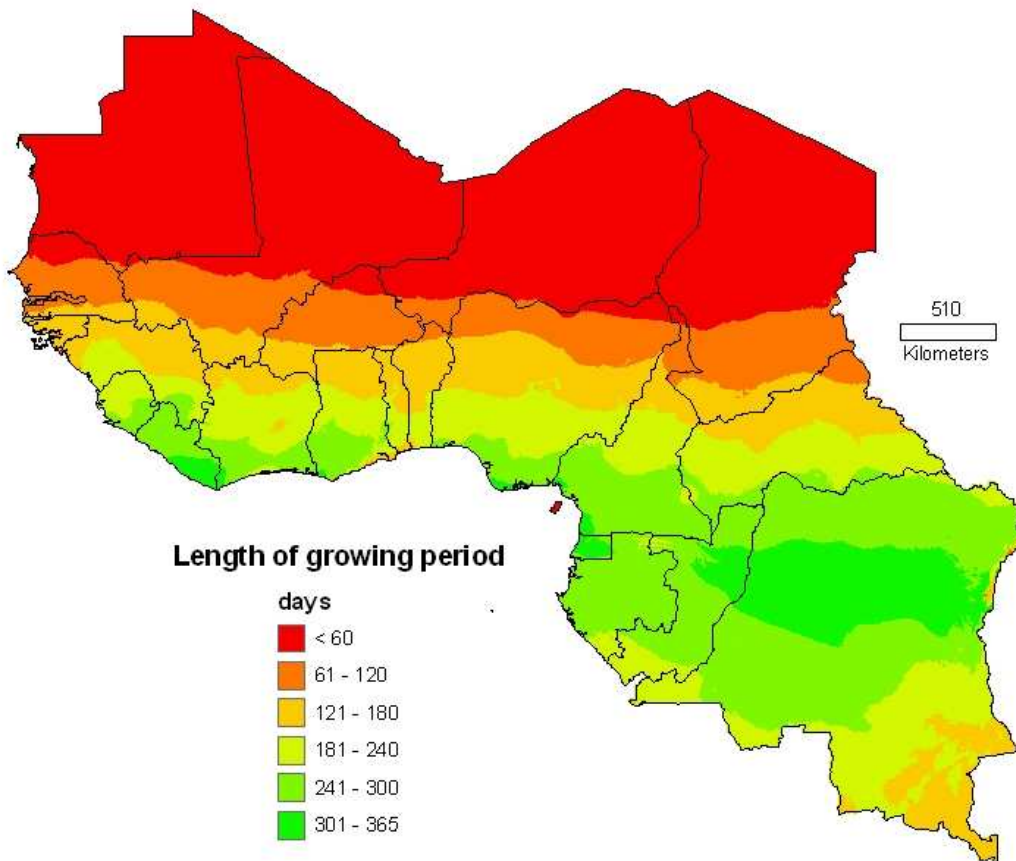 510
Kilometers
Length of growing period
days
< 60
61 - 120
121 - 180
181 - 240
241 - 300
301 - 365